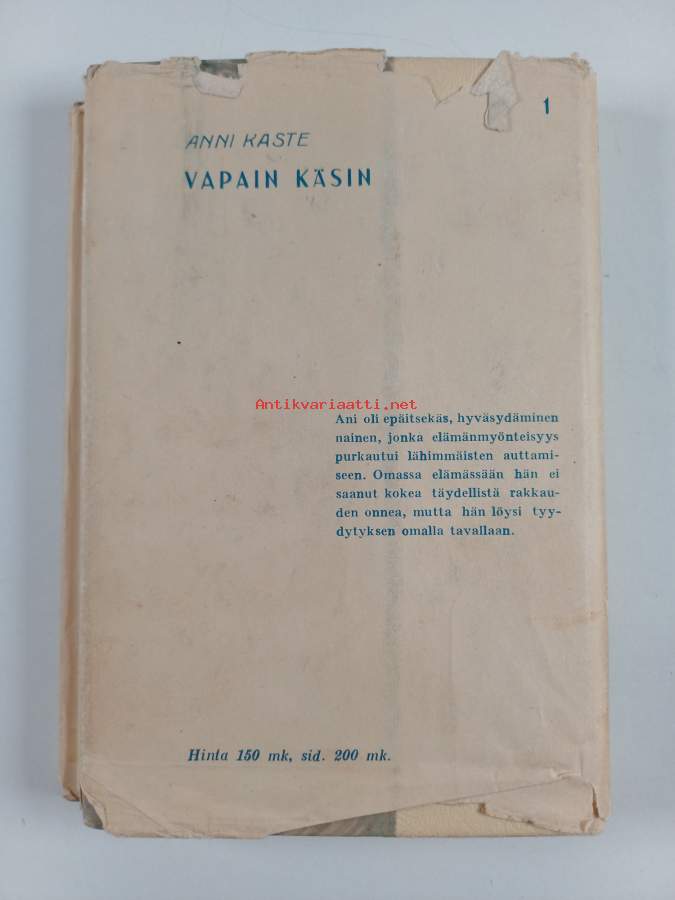 1
ANNI KASTE
VAPAIN KÄSIN
Antikvariaatti.net
Ani oli epäitsekäs, hyväsydäminen
nainen, jonka elämänmyönteisyys
purkautui lähimmäisten auttami-
seen. Omassa elämässään hän ei
saanut kokea täydellistä rakkau-
den onnea, mutta hän löysi tyy-
dytyksen omalla tavallaan.
Hinta 150 mk, sid. 200 mk.